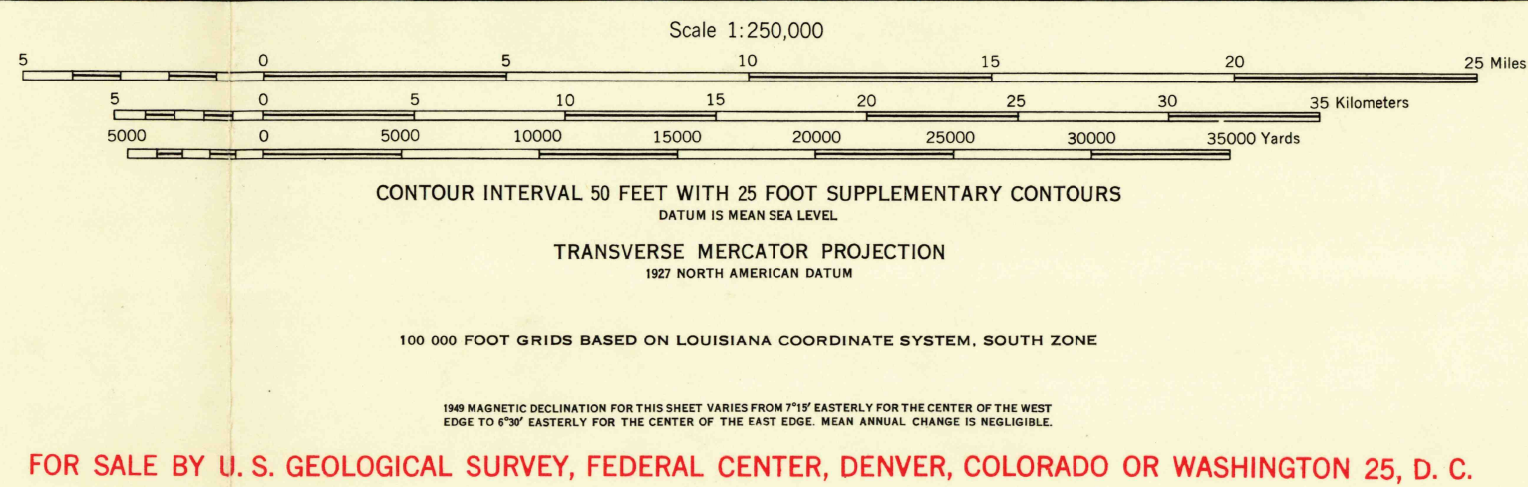 Scale 1:250,000
5 0 5 10 15 20 25 Miles
5 0 5 10 15 20 25 30 35 Kilometers
5000 0 5000 10000 15000 20000 25000 30000 35000 Yards
CONTOUR INTERVAL 50 FEET WITH 25 FOOT SUPPLEMENTARY CONTOURS
DATUM IS MEAN SEA LEVEL
TRANSVERSE MERCATOR PROJECTION
1927 NORTH AMERICAN DATUM
100 000 FOOT GRIDS BASED ON LOUISIANA COORDINATE SYSTEM, SOUTH ZONE
1949 MAGNETIC DECLINATION FOR THIS SHEET VARIES FROM 7°15′ EASTERLY FOR THE CENTER OF THE WEST
EDGE TO 6°30′ EASTERLY FOR THE CENTER OF THE EAST EDGE. MEAN ANNUAL CHANGE IS NEGLIGIBLE.
FOR SALE BY U. S. GEOLOGICAL SURVEY, FEDERAL CENTER, DENVER, COLORADO OR WASHINGTON 25, D. C.